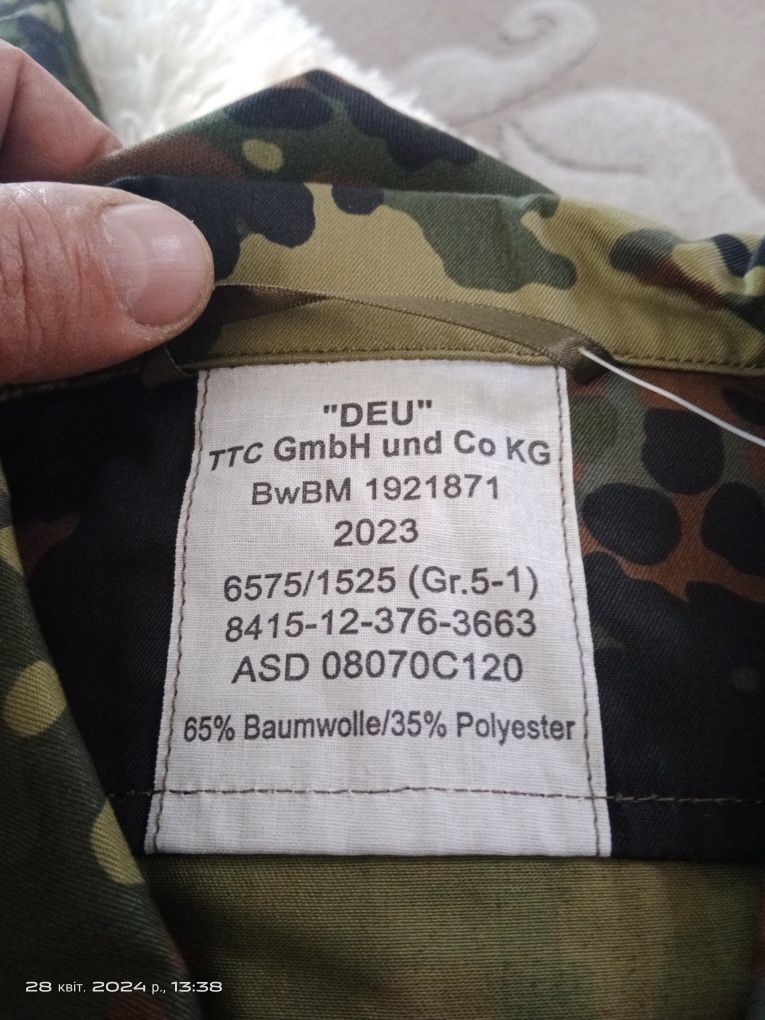 "DEU"
TTC GmbH und Co KG
BwBM 1921871
2023
6575/1525 (Gr.5-1)
8415-12-376-3663
ASD 08070C120
65% Baumwolle/35% Polyester
28 квіт. 2024 р., 13:38